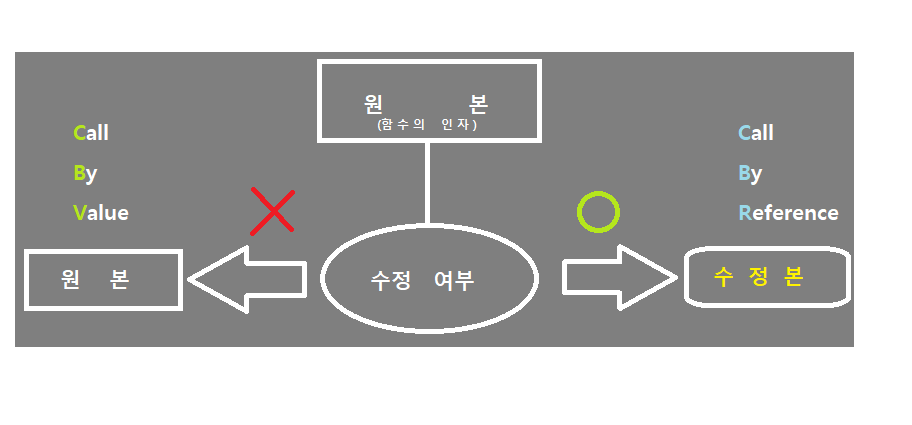 원 본
(함 수 의 인 자 )
Call
By
Value
Call
By
Reference
원 본
수정 여부
수 정 본